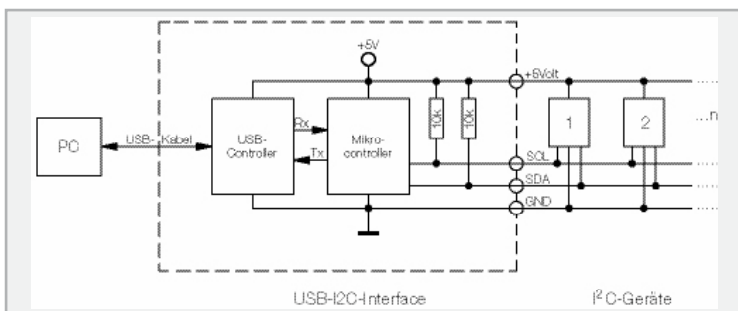 +5V
+5Volt
PC
USB-Kabel
USB-
Controller
Rx
Tx
Mikro-
controller
10k
10k
1
2
...n
SCL
SDA
GND
USB-I2C-Interface
I²C-Geräte